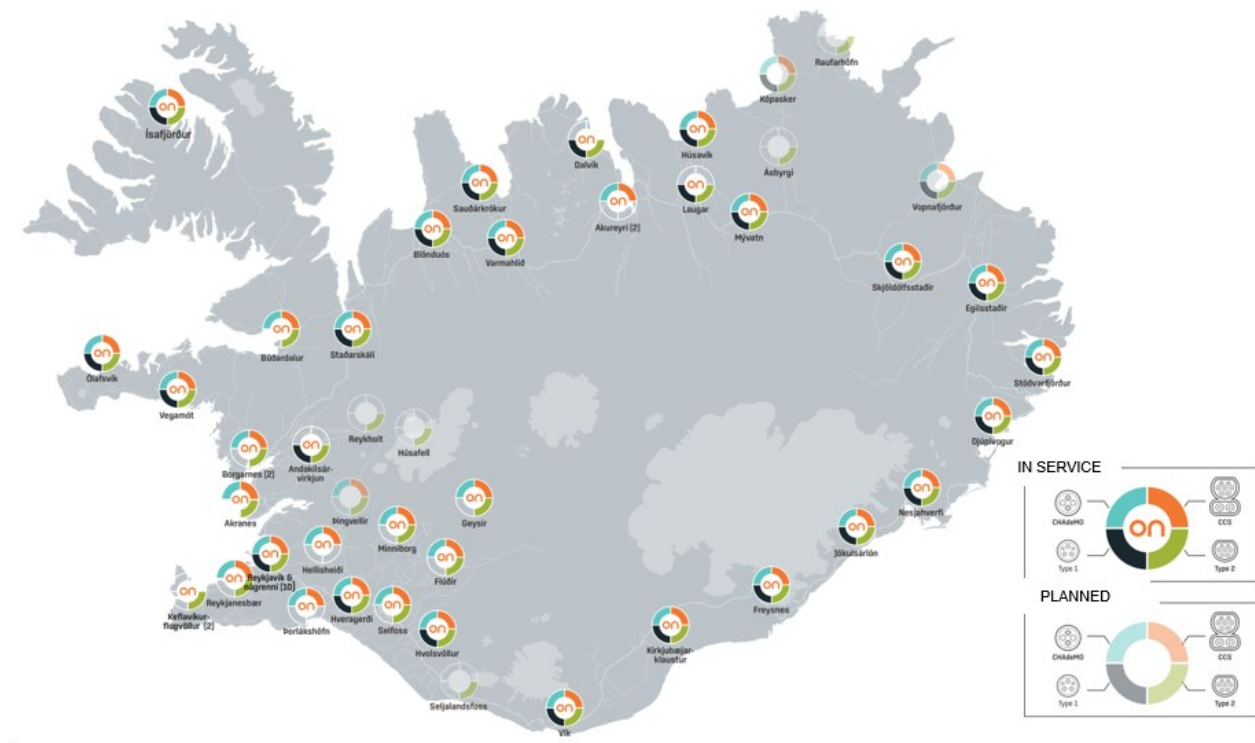 Raufarhöfn
Kópasker
Ísafjörður
Húsavík
Dalvík
Ásbyrgi
Sauðárkrókur
on
Laugar
Vopnafjörður
Akureyri (2)
Mývatn
Blönduós
Varmahlíð
Skjöldólfsstaðir
Egilsstaðir
Búðardalur
Staðarskáli
Ólafsvík
Stöðvarfjörður
Vegamót
Reykholt
Húsafell
Djúpivogur
Borgarnes (2)
Andakílsár-
virkjun
Akranes
Þingvellir
Geysir
Nesjahverfi
Minniborg
Jökulsárlón
Hellisheiði
Flúðir
Reykjavík &
nágrenni (10)
Reykjanesbær
Freysnes
Keflavíkur-
flugvöllur (2)
Þorlákshöfn
Hveragerði
Selfoss
Hvolsvöllur
Kirkjubæjar-
klaustur
Seljalandsfoss
Vík
IN SERVICE
CHAdeMO
CCS
on
Type 1
Type 2
PLANNED
CHAdeMO
CCS
Type 1
Type 2